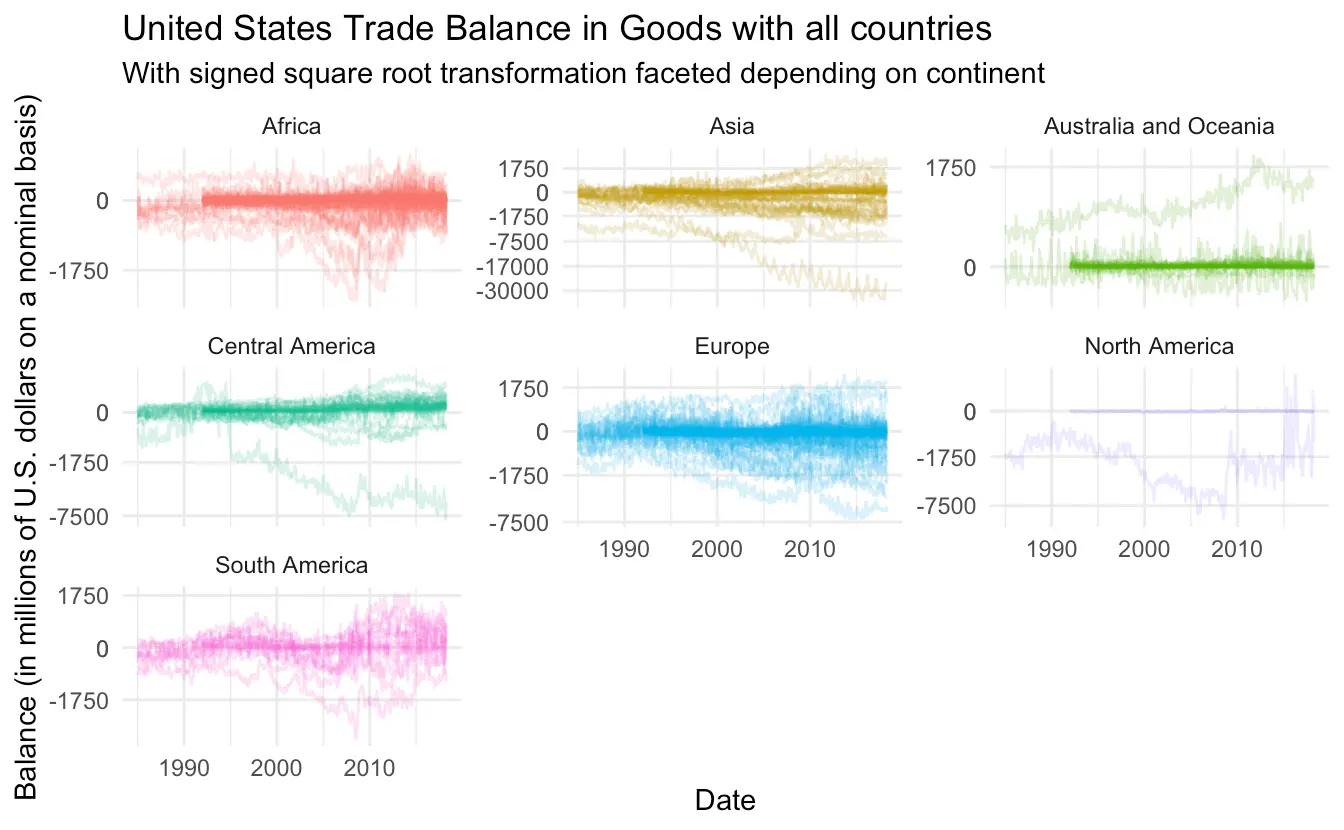 United States Trade Balance in Goods with all countries
With signed square root transformation faceted depending on continent
Balance (in millions of U.S. dollars on a nominal basis)
Africa
0
-1750
Asia
1750
0
-1750
-7500
-17000
-30000
Australia and Oceania
1750
0
Central America
0
-1750
-7500
Europe
1750
0
-1750
-7500
1990 2000 2010
North America
0
-1750
-7500
1990 2000 2010
South America
1750
0
-1750
1990 2000 2010
Date